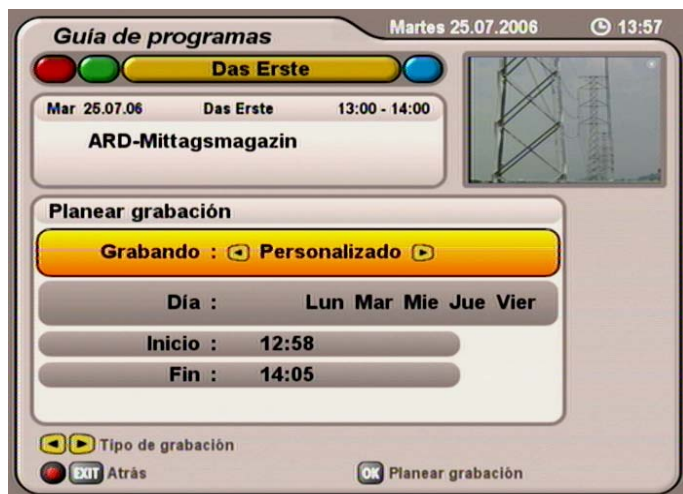 Guía de programas
Martes 25.07.2006 13:57
Das Erste
Mar 25.07.06 Das Erste 13:00 - 14:00
ARD-Mittagsmagazin
Planear grabación
Grabando : Personalizado
Día : Lun Mar Mie Jue Vier
Inicio : 12:58
Fin : 14:05
Tipo de grabación
EXIT Atrás
OK Planear grabación